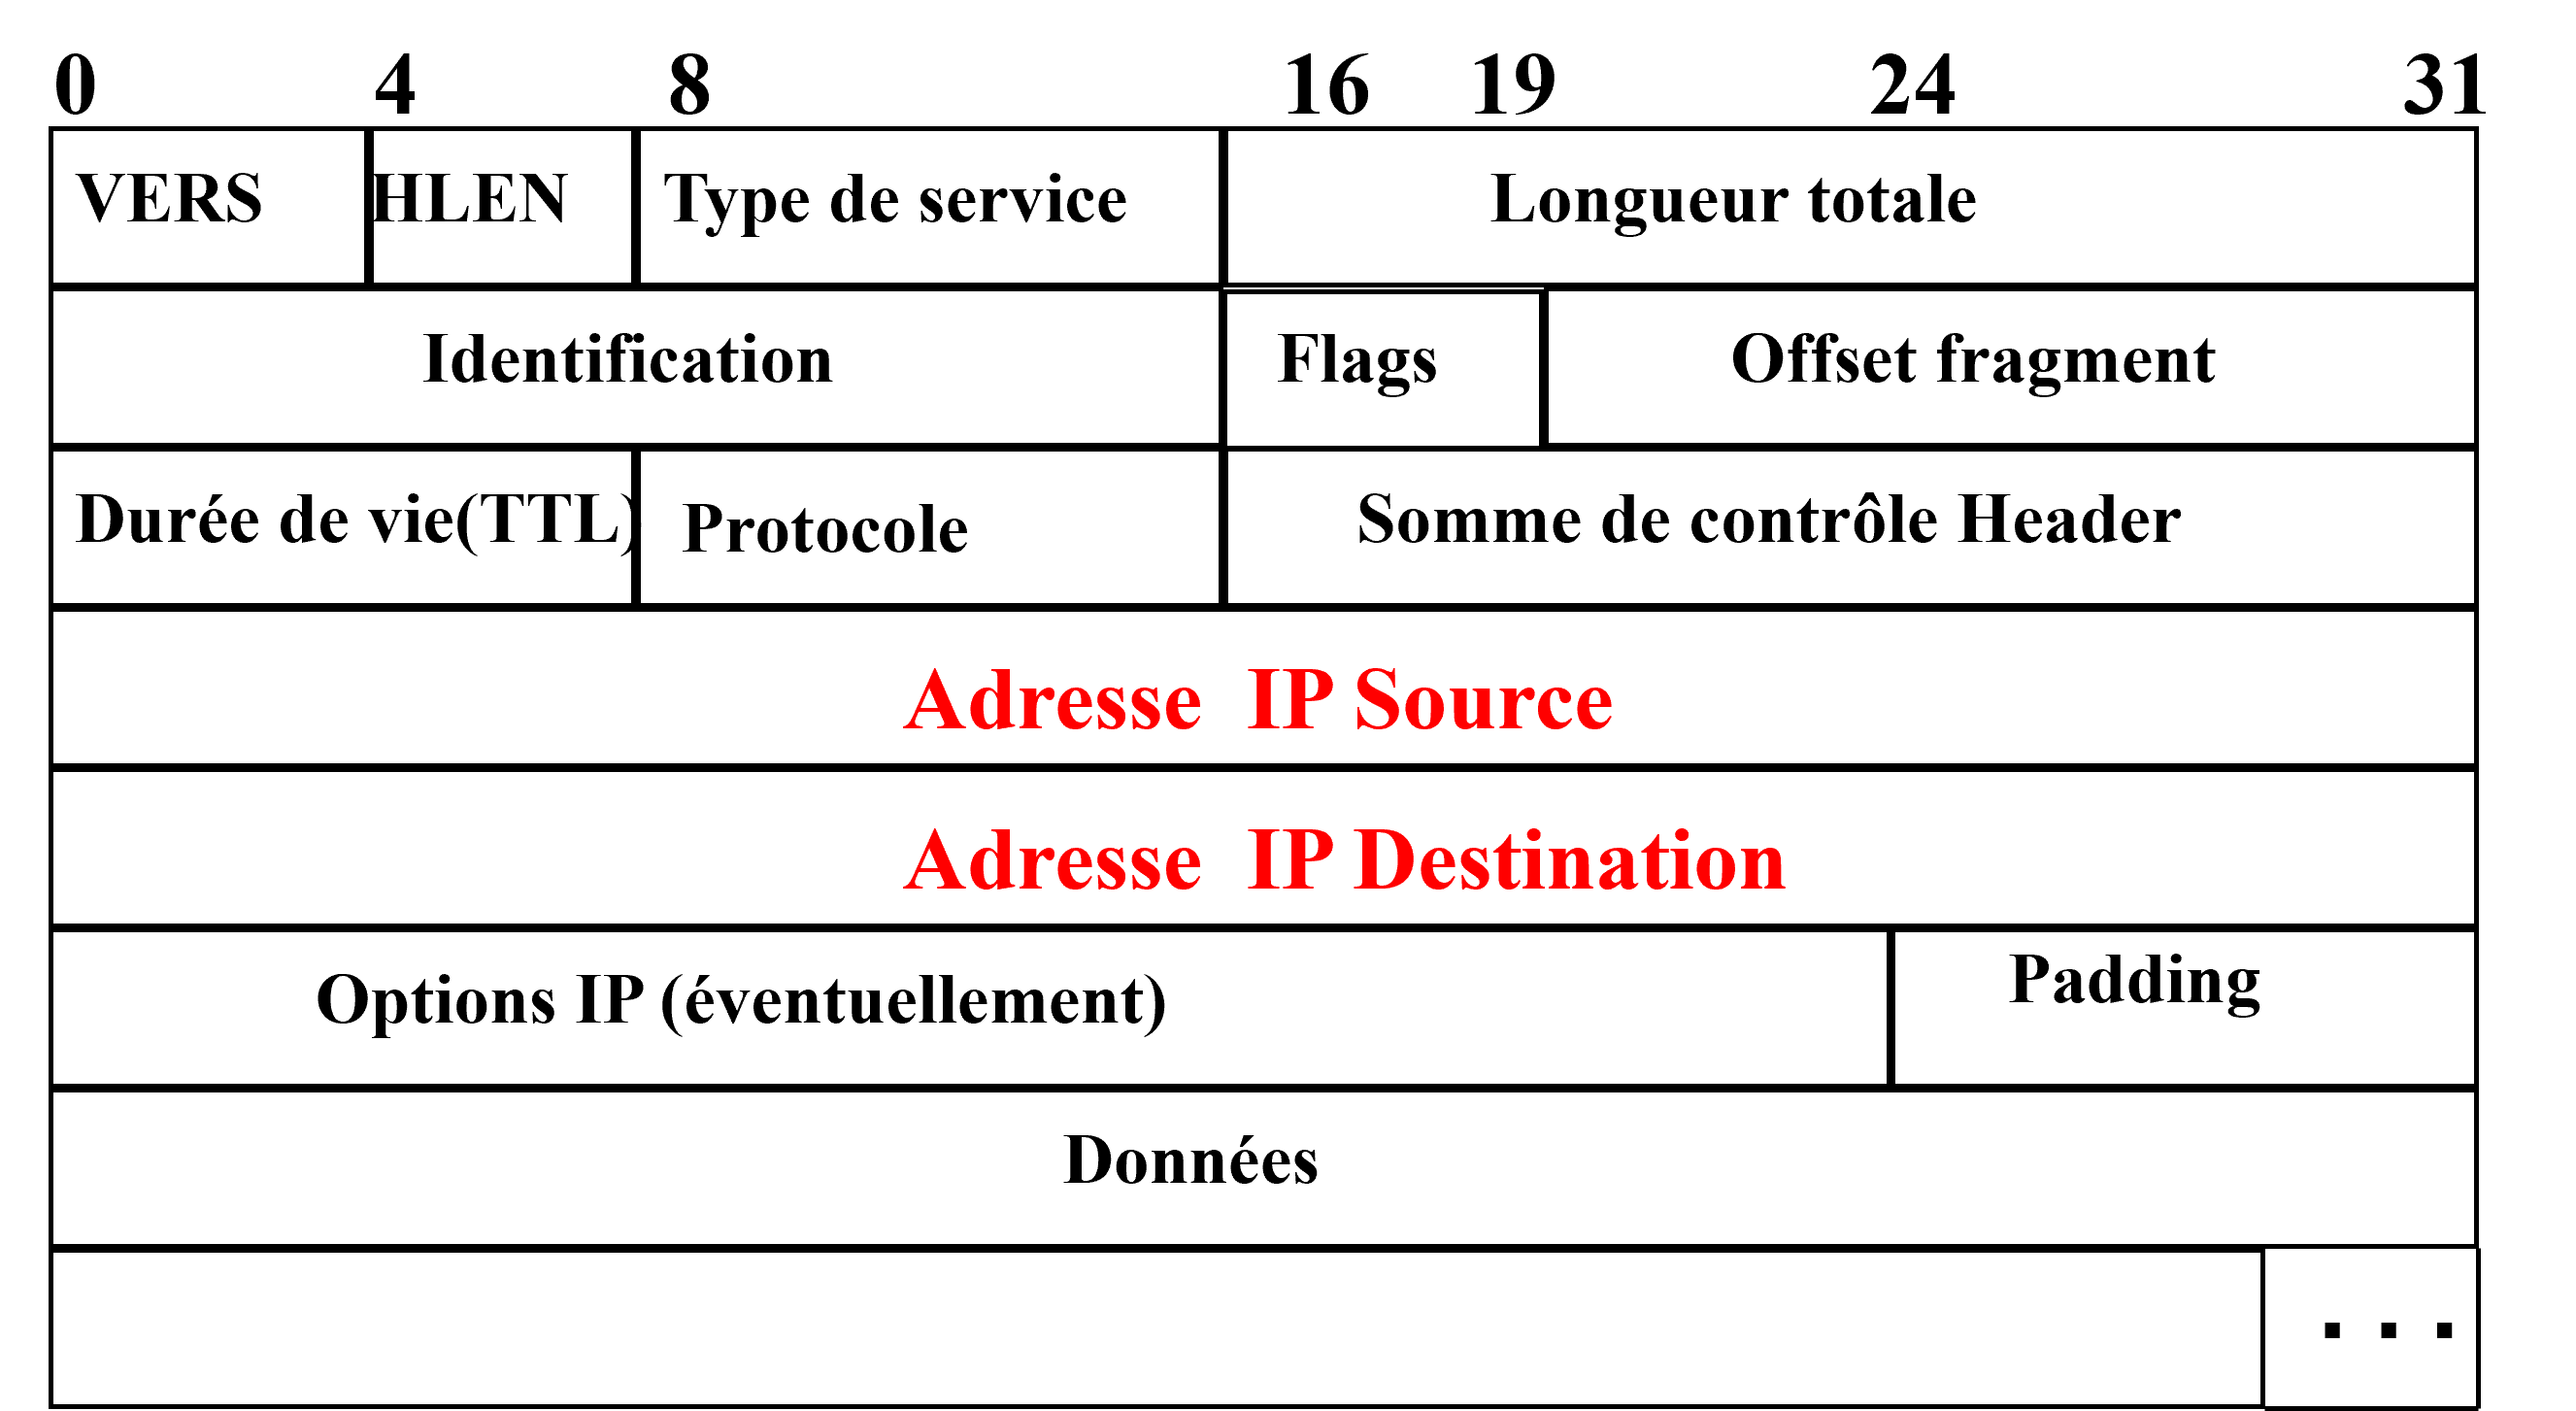 0 4 8 16 19 24 31
VERS HLEN Type de service Longueur totale
Identification Flags Offset fragment
Durée de vie(TTL) Protocole Somme de contrôle Header
Adresse IP Source
Adresse IP Destination
Options IP (éventuellement) Padding
Données
. . .